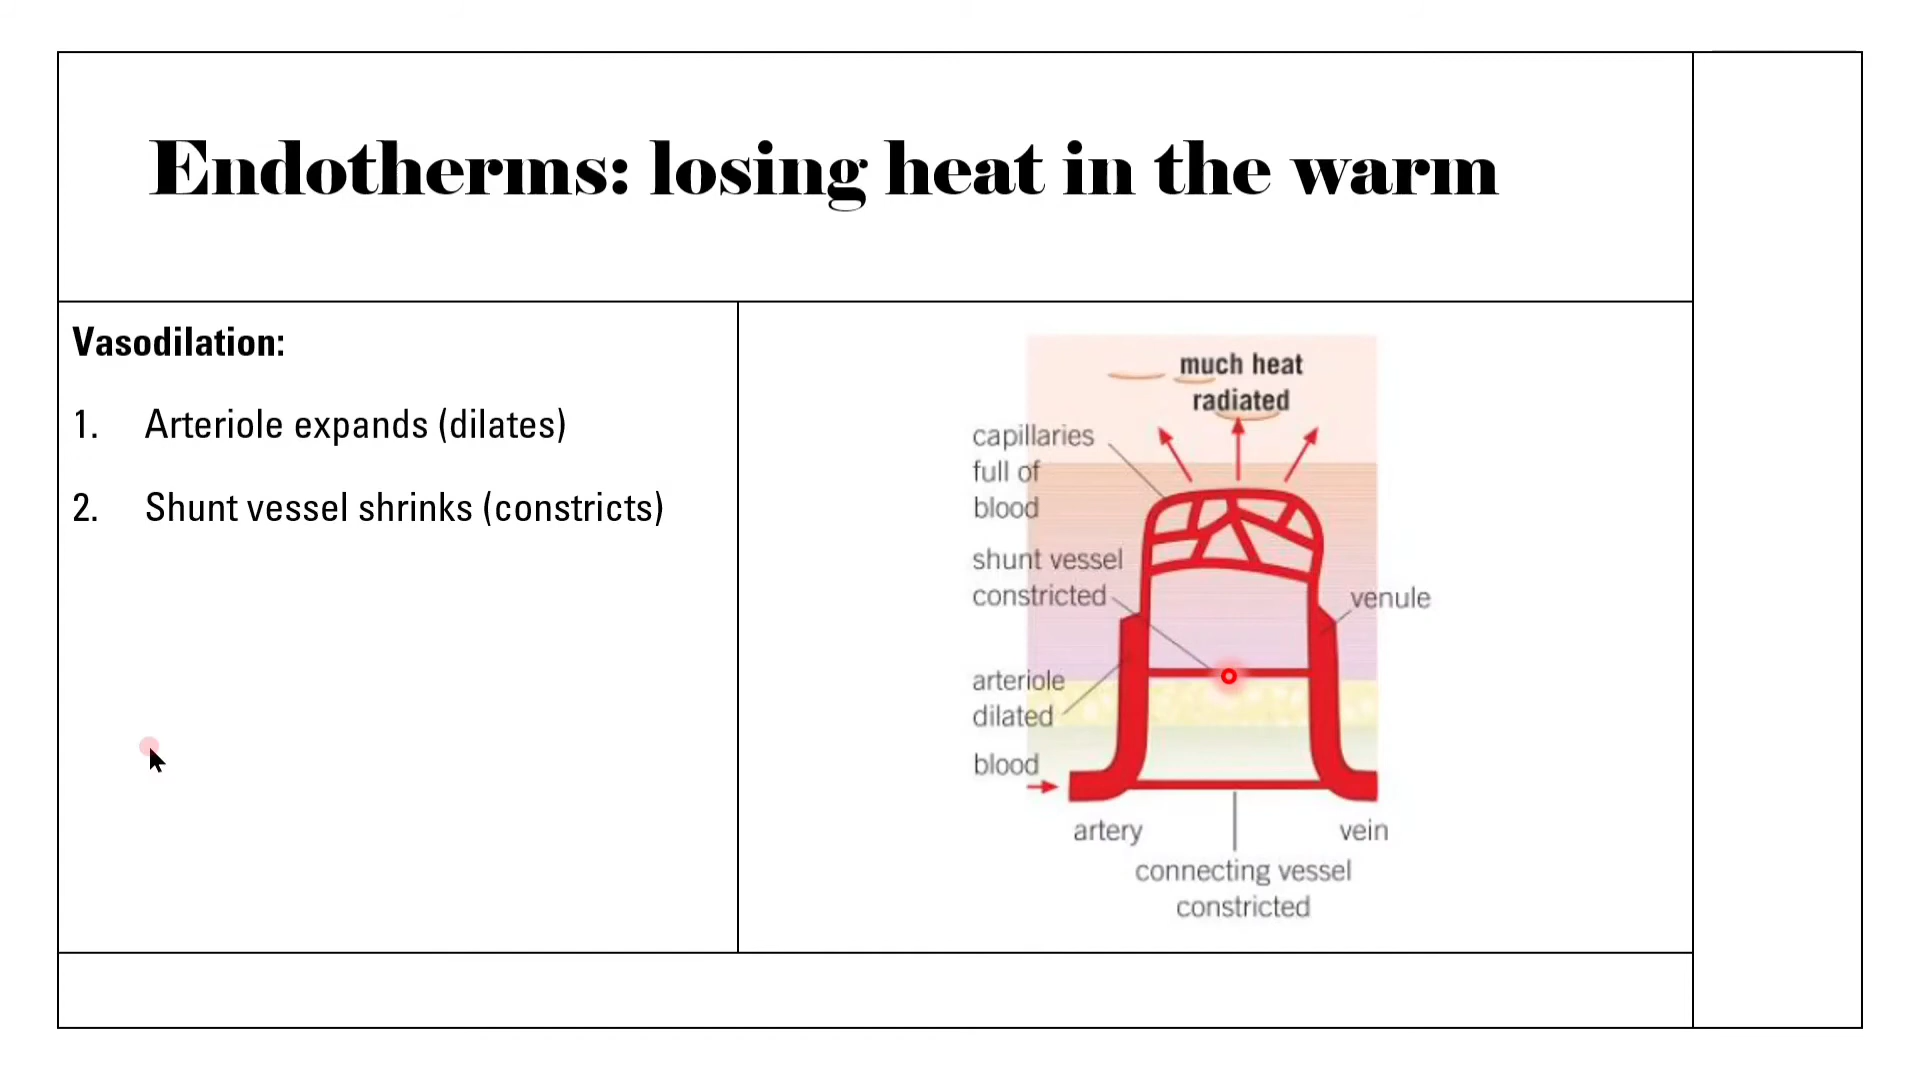 Endotherms: losing heat in the warm
Vasodilation:
1. Arteriole expands (dilates)
2. Shunt vessel shrinks (constricts)
much heat
radiated
capillaries
full of
blood
shunt vessel
constricted
venule
arteriole
dilated
blood
artery
vein
connecting vessel
constricted